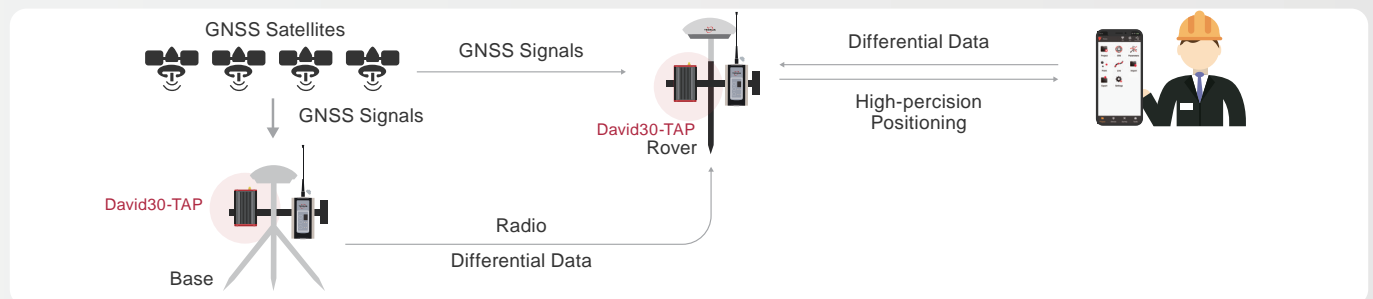 GNSS Satellites
GNSS Signals
GNSS Signals
David30-TAP
Rover
Differential Data
High-percision
Positioning
David30-TAP
Base
Radio
Differential Data